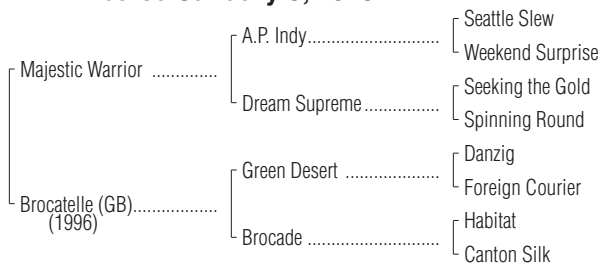 A.P. Indy
Seattle Slew
Weekend Surprise
Majestic Warrior
Dream Supreme
Seeking the Gold
Spinning Round
Green Desert
Danzig
Foreign Courier
Brocatelle (GB)
(1996)
Brocade
Habitat
Canton Silk